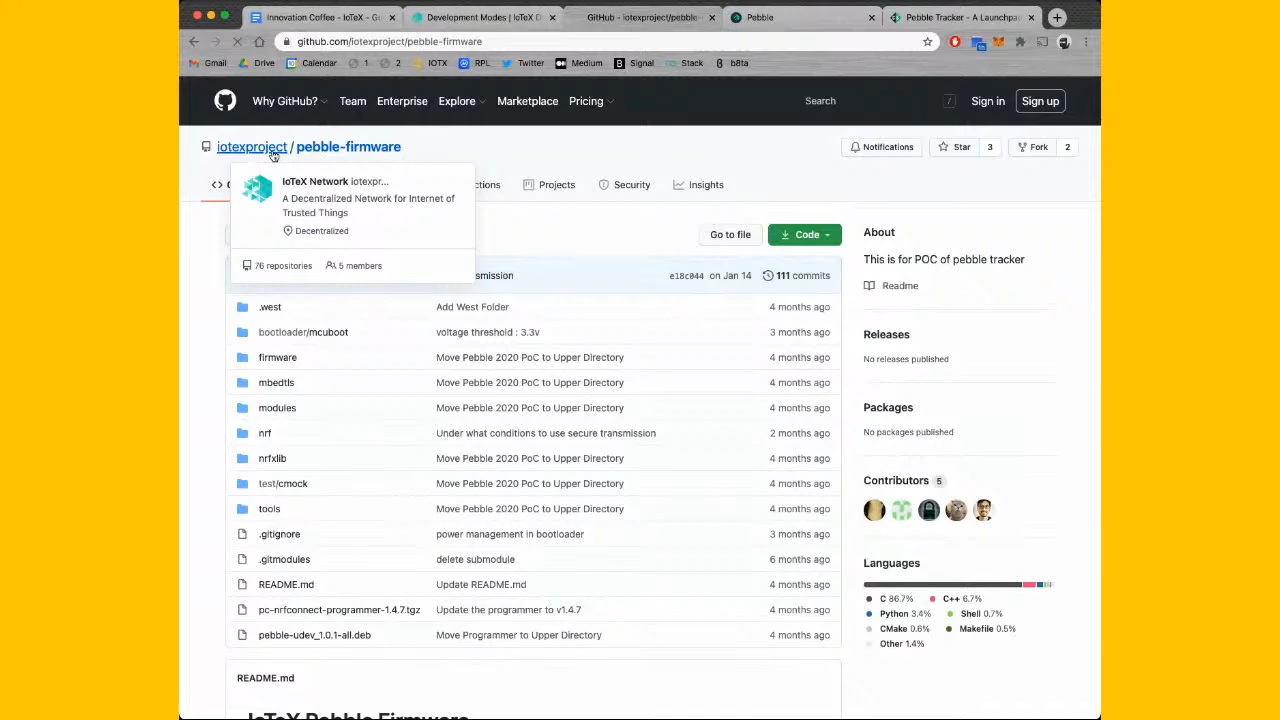 Innovation Coffee - IoTeX - Gu
Development Modes | IoTeX D
GitHub - iotexproject/pebble-
Pebble
Pebble Tracker - A Launchpa
github.com/iotexproject/pebble-firmware
Gmail Drive Calendar 1 2 IOTX RPL Twitter Medium Signal Stack b8ta
Why GitHub? Team Enterprise Explore Marketplace Pricing Search / Sign in Sign up
iotexproject / pebble-firmware
Notifications Star 3 Fork 2
ctions Projects Security Insights
IoTeX Network iotexpr...
A Decentralized Network for Internet of
Trusted Things
Decentralized
76 repositories 5 members
Go to file Code
smission e18c044 on Jan 14 111 commits
.west Add West Folder 4 months ago
bootloader/mcuboot voltage threshold : 3.3v 3 months ago
firmware Move Pebble 2020 PoC to Upper Directory 4 months ago
mbedtls Move Pebble 2020 PoC to Upper Directory 4 months ago
modules Move Pebble 2020 PoC to Upper Directory 4 months ago
nrf Under what conditions to use secure transmission 2 months ago
nrfxlib Move Pebble 2020 PoC to Upper Directory 4 months ago
test/cmock Move Pebble 2020 PoC to Upper Directory 4 months ago
tools Move Pebble 2020 PoC to Upper Directory 4 months ago
.gitignore power management in bootloader 3 months ago
.gitmodules delete submodule 6 months ago
README.md Update README.md 4 months ago
pc-nrfconnect-programmer-1.4.7.tgz Update the programmer to v1.4.7 4 months ago
pebble-udev_1.0.1-all.deb Move Programmer to Upper Directory 4 months ago
README.md
IoTeX Pebble Firmware
About
This is for POC of pebble tracker
Readme
Releases
No releases published
Packages
No packages published
Contributors 5
Languages
C 86.7% C++ 6.7%
Python 3.4% Shell 0.7%
CMake 0.6% Makefile 0.5%
Other 1.4%